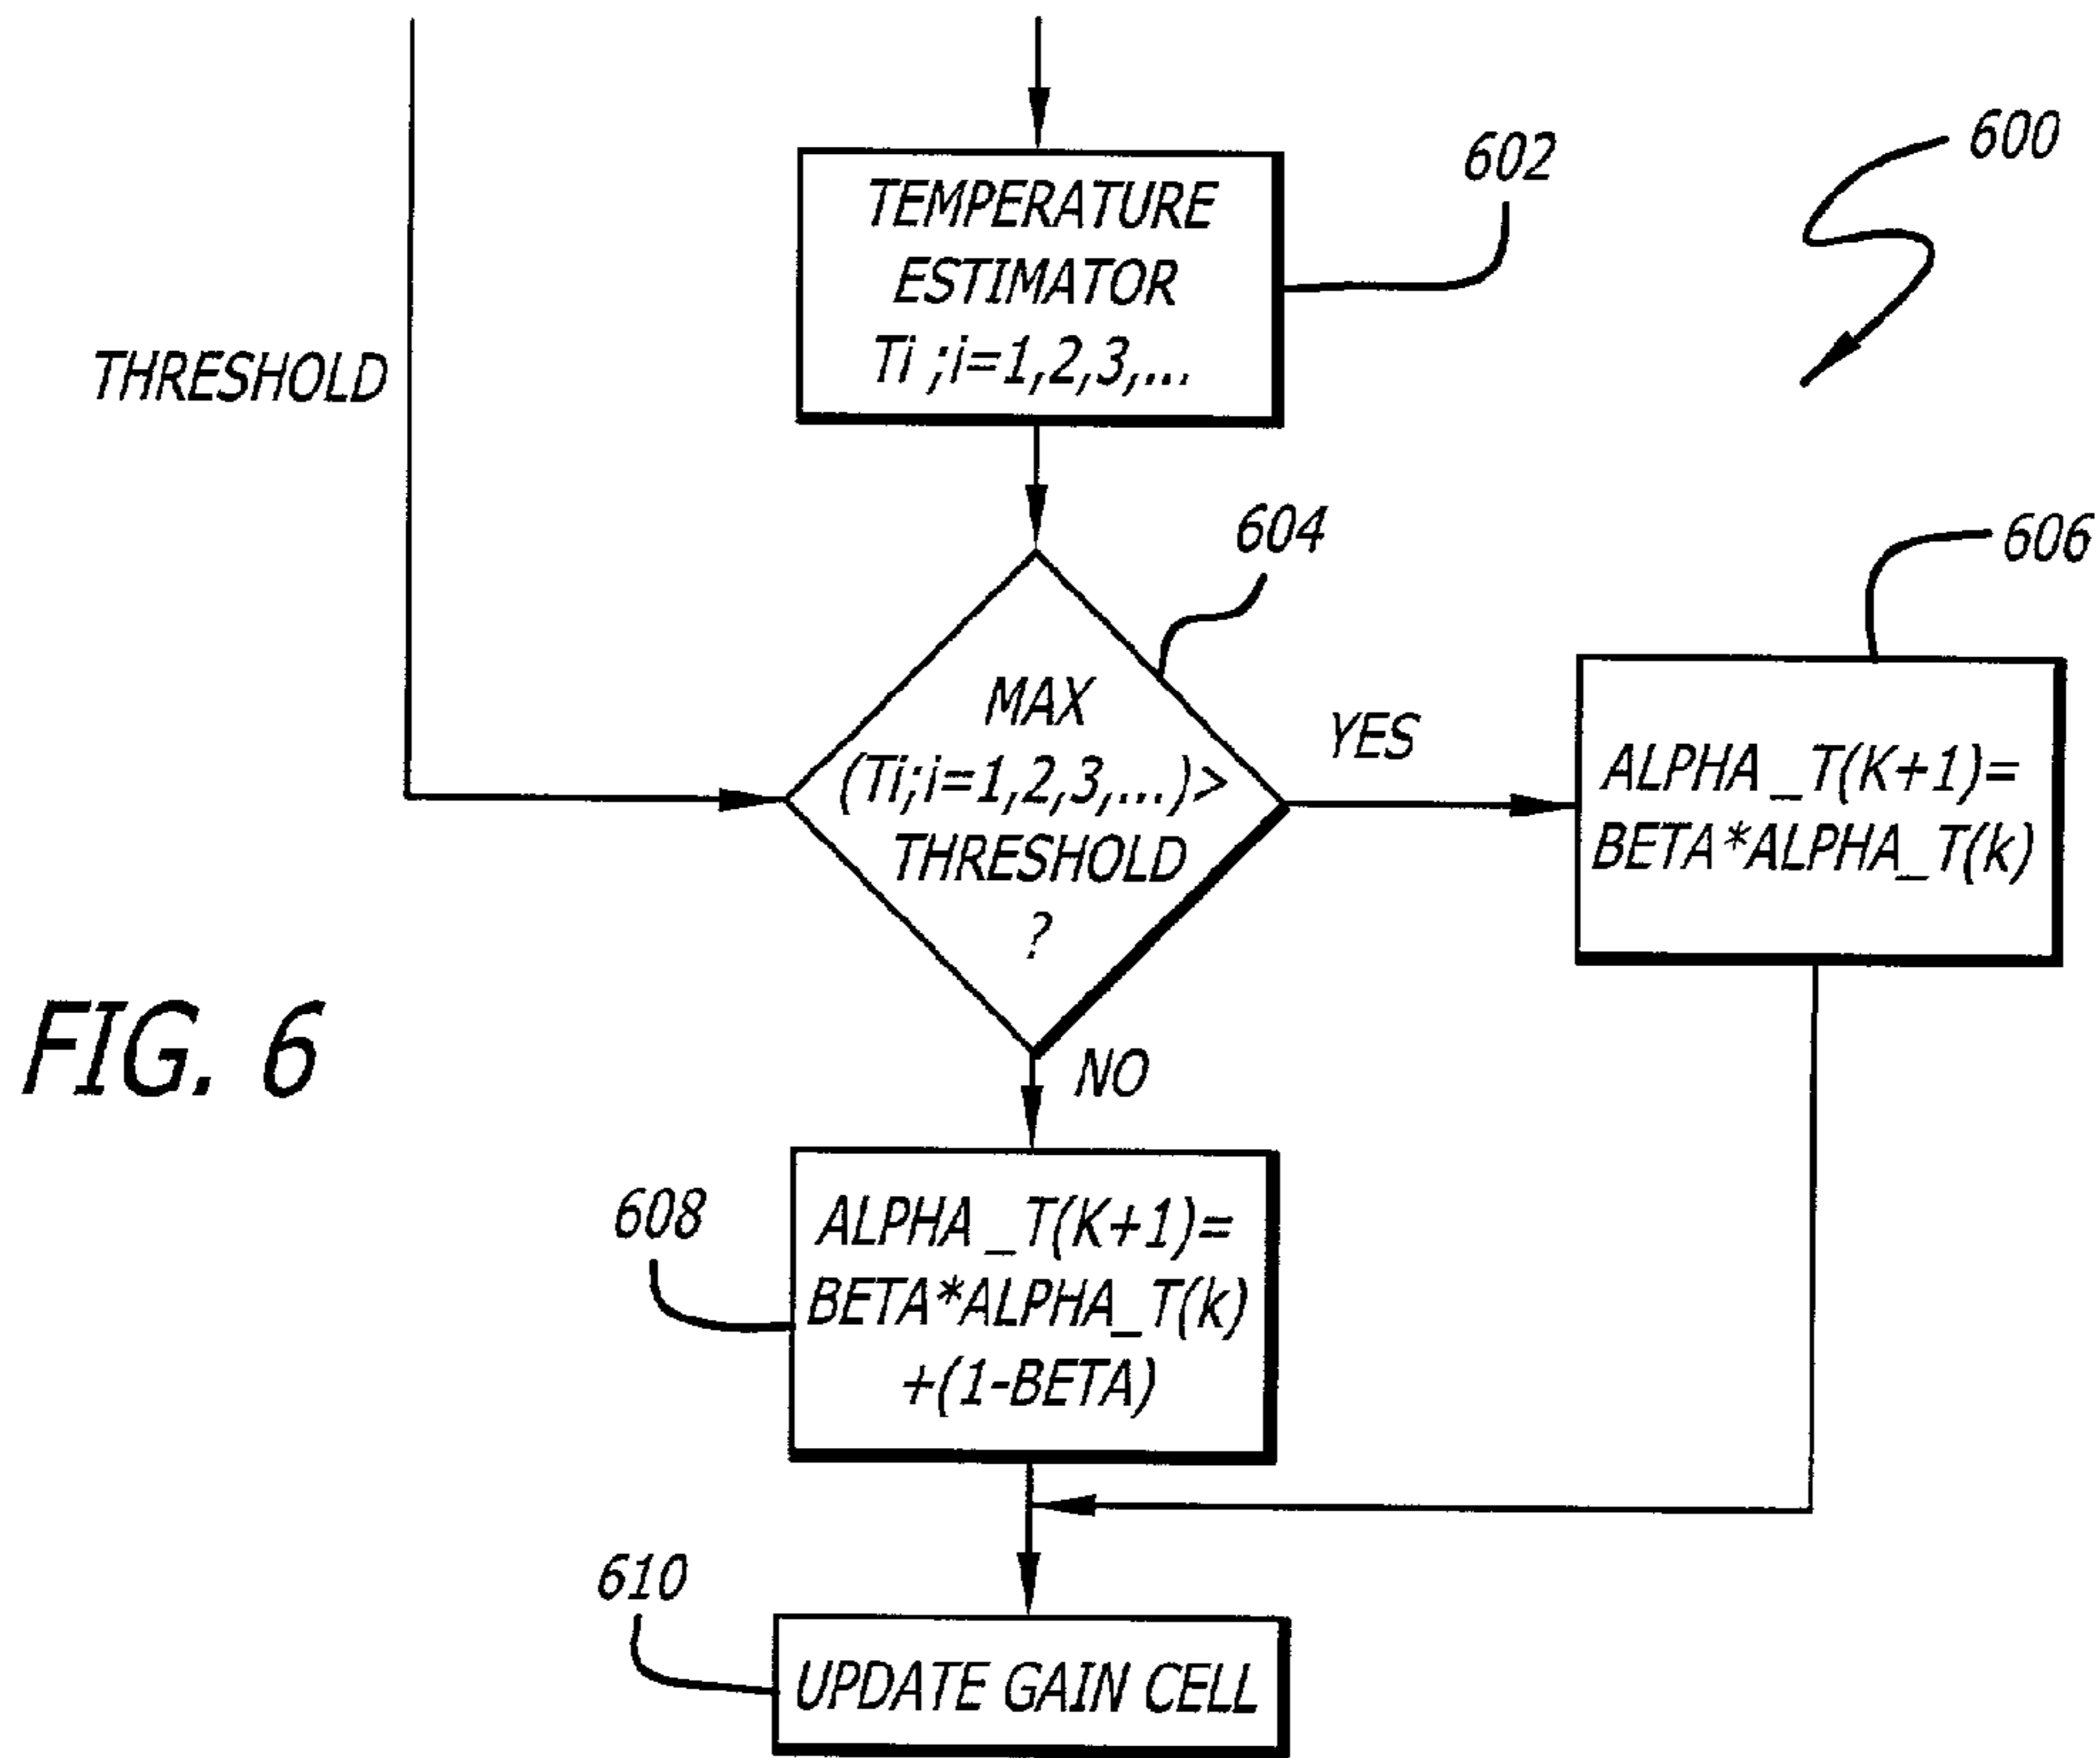 600
602
TEMPERATURE
ESTIMATOR
Ti ;i=1,2,3,...
THRESHOLD
604
606
MAX
(Ti;i=1,2,3,...)>
THRESHOLD
?
YES
ALPHA _T(K+1)=
BETA*ALPHA_T(k)
FIG. 6
NO
608
ALPHA _T(K+1)=
BETA*ALPHA_T(k)
+(1-BETA)
610
UPDATE GAIN CELL